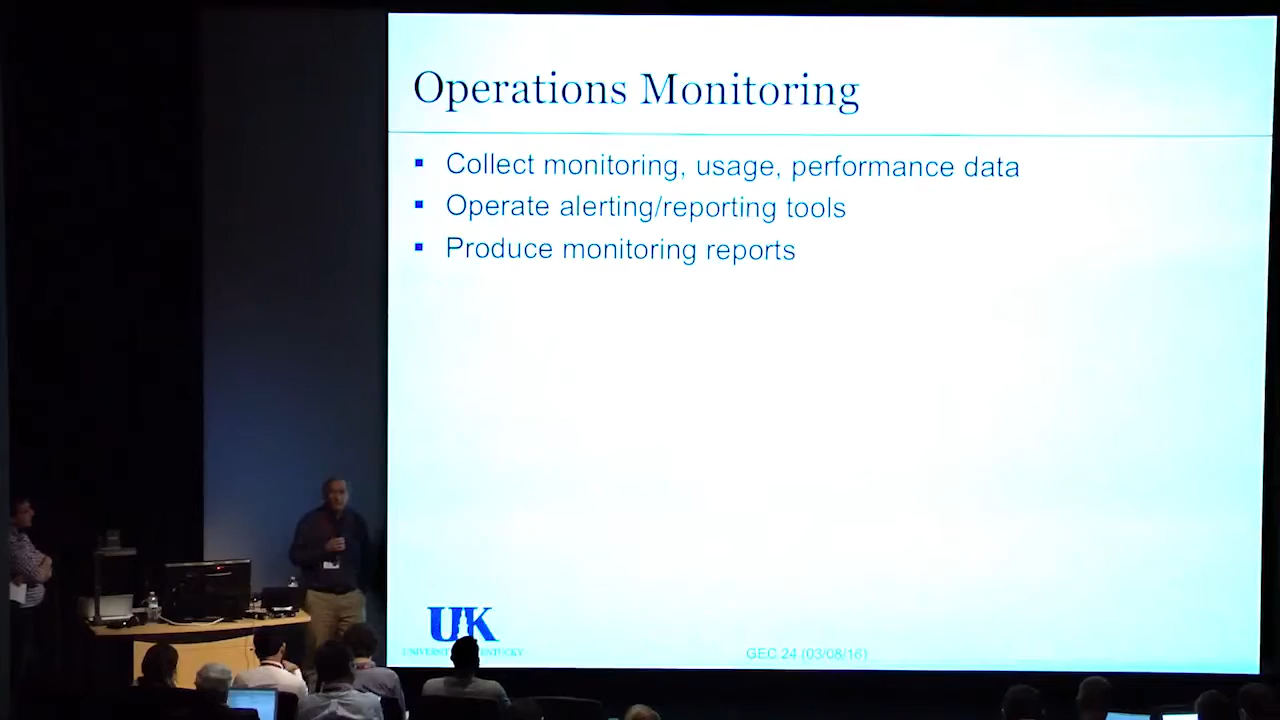 Operations Monitoring
▪ Collect monitoring, usage, performance data
▪ Operate alerting/reporting tools
▪ Produce monitoring reports
UK
GEC 24 (03/08/16)